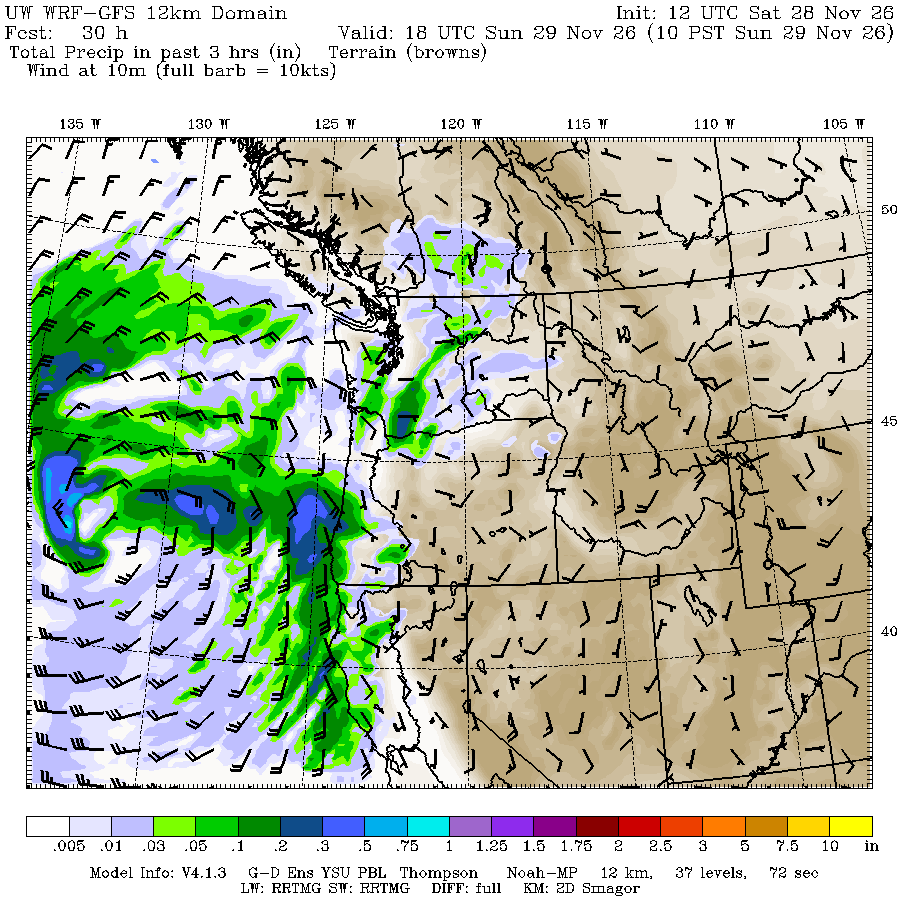 UW WRF-GFS 12km Domain Init: 12 UTC Sat 28 Nov 26
Fcst: 30 h Valid: 18 UTC Sun 29 Nov 26 (10 PST Sun 29 Nov 26)
Total Precip in past 3 hrs (in) Terrain (browns)
Wind at 10m (full barb = 10kts)
135 W 130 W 125 W 120 W 115 W 110 W 105 W
50
45
40
.005 .01 .03 .05 .1 .2 .3 .5 .75 1 1.25 1.5 1.75 2 2.5 3 5 7.5 10 in
Model Info: V4.1.3 G-D Ens YSU PBL Thompson Noah-MP 12 km, 37 levels, 72 sec
LW: RRTMG SW: RRTMG DIFF: full KM: 2D Smagor